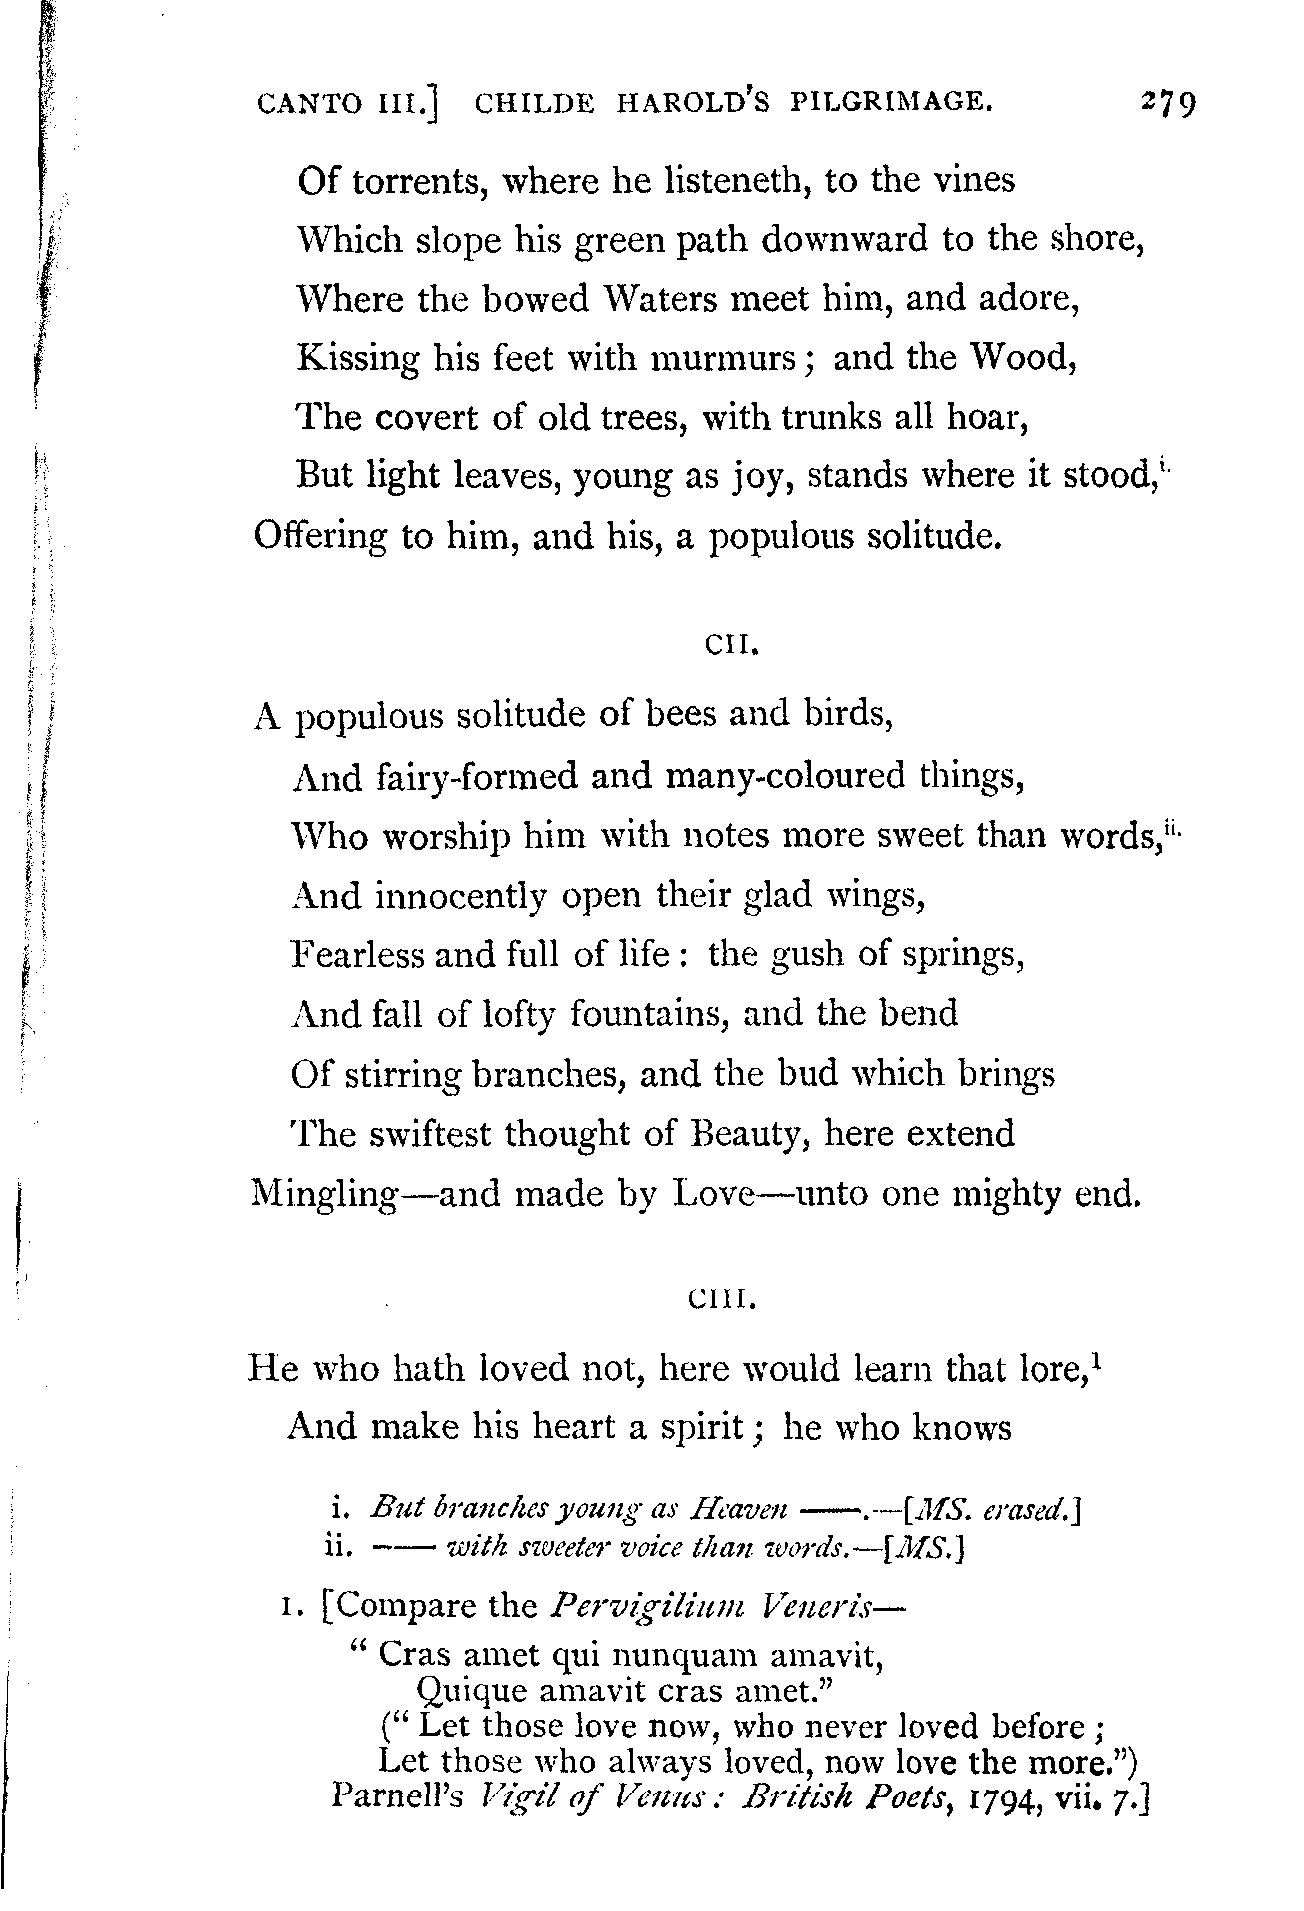 CANTO III.] CHILDE HAROLD'S PILGRIMAGE. 279
Of torrents, where he listeneth, to the vines
Which slope his green path downward to the shore,
Where the bowed Waters meet him, and adore,
Kissing his feet with murmurs; and the Wood,
The covert of old trees, with trunks all hoar,
But light leaves, young as joy, stands where it stood,i.
Offering to him, and his, a populous solitude.
CII.
A populous solitude of bees and birds,
And fairy-formed and many-coloured things,
Who worship him with notes more sweet than words,ii.
And innocently open their glad wings,
Fearless and full of life: the gush of springs,
And fall of lofty fountains, and the bend
Of stirring branches, and the bud which brings
The swiftest thought of Beauty, here extend
Mingling—and made by Love—unto one mighty end.
CIII.
He who hath loved not, here would learn that lore,1
And make his heart a spirit; he who knows
i. But branches young as Heaven ——.—[MS. erased.]
ii. —— with sweeter voice than words.—[MS.]
1. [Compare the Pervigilium Veneris—
"Cras amet qui nunquam amavit,
Quique amavit cras amet."
("Let those love now, who never loved before;
Let those who always loved, now love the more.")
Parnell's Vigil of Venus: British Poets, 1794, vii. 7.]